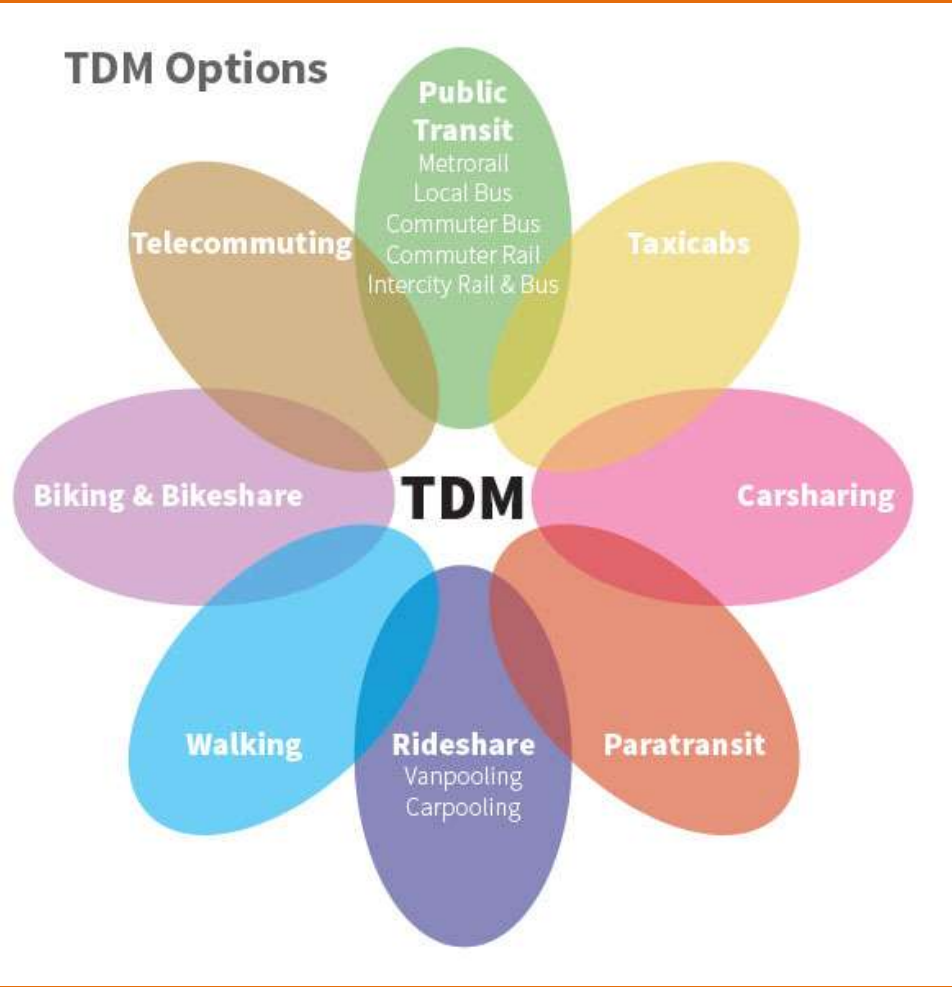 TDM Options
Public
Transit
Metrorail
Local Bus
Commuter Bus
Commuter Rail
Intercity Rail & Bus
Telecommuting
Taxicabs
Biking & Bikeshare
TDM
Carsharing
Walking
Rideshare
Vanpooling
Carpooling
Paratransit